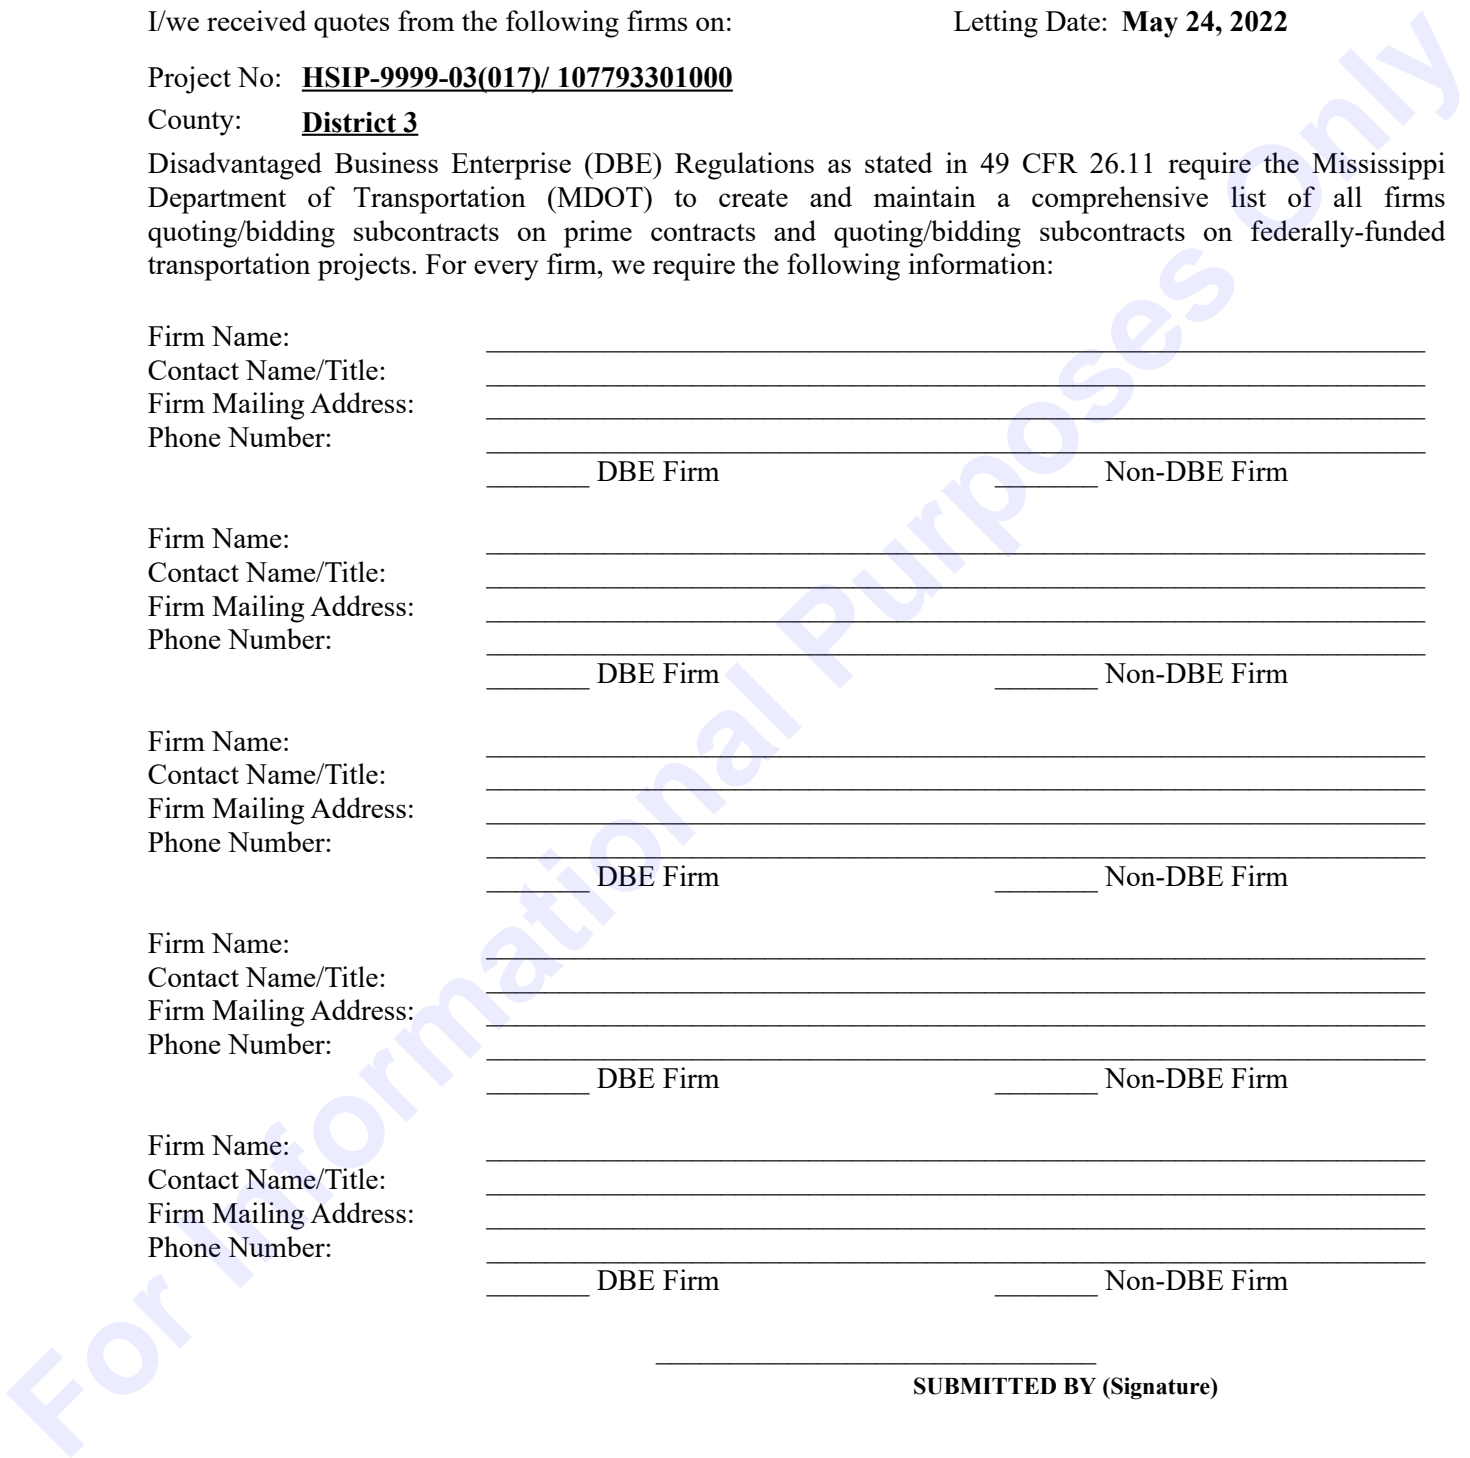 I/we received quotes from the following firms on: Letting Date: May 24, 2022
Project No: HSIP-9999-03(017)/ 107793301000
County: District 3
Disadvantaged Business Enterprise (DBE) Regulations as stated in 49 CFR 26.11 require the Mississippi
Department of Transportation (MDOT) to create and maintain a comprehensive list of all firms
quoting/bidding subcontracts on prime contracts and quoting/bidding subcontracts on federally-funded
transportation projects. For every firm, we require the following information:
Firm Name:
Contact Name/Title:
Firm Mailing Address:
Phone Number:
DBE Firm Non-DBE Firm
Firm Name:
Contact Name/Title:
Firm Mailing Address:
Phone Number:
DBE Firm Non-DBE Firm
Firm Name:
Contact Name/Title:
Firm Mailing Address:
Phone Number:
DBE Firm Non-DBE Firm
Firm Name:
Contact Name/Title:
Firm Mailing Address:
Phone Number:
DBE Firm Non-DBE Firm
Firm Name:
Contact Name/Title:
Firm Mailing Address:
Phone Number:
DBE Firm Non-DBE Firm
SUBMITTED BY (Signature)
For Informational Purposes Only